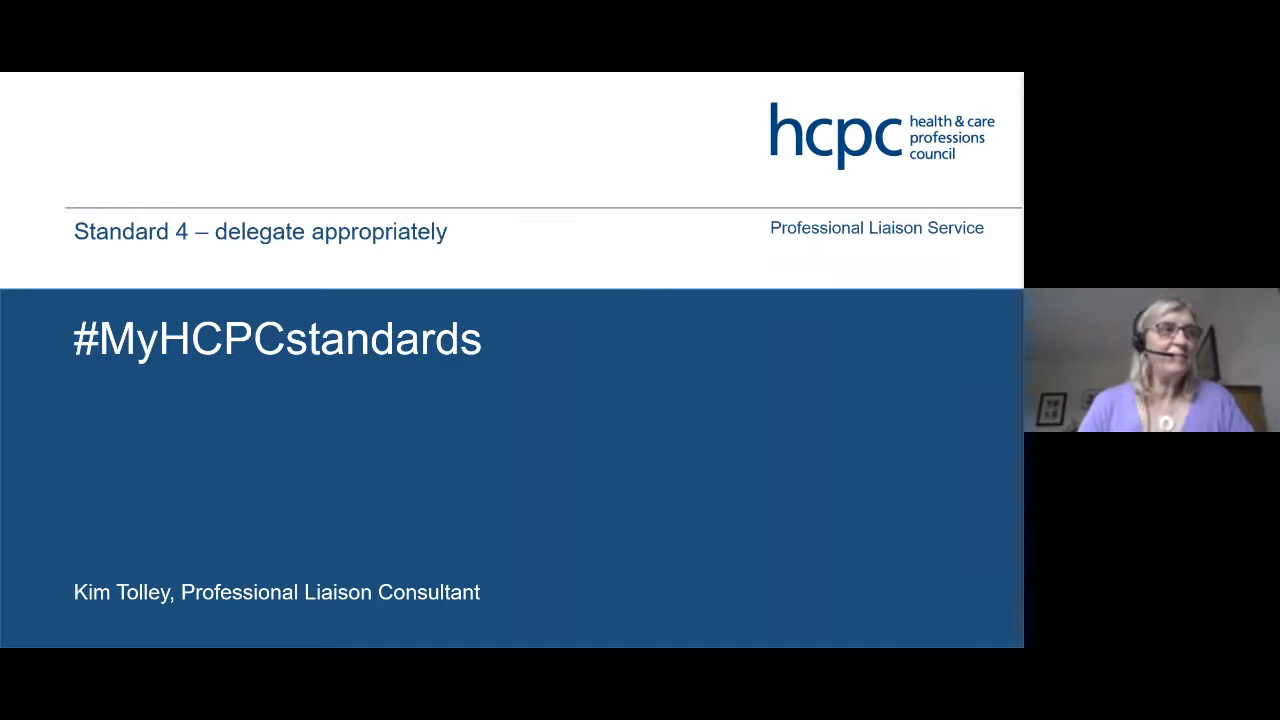 hcpc
health & care
professions
council
Standard 4 – delegate appropriately
Professional Liaison Service
#MyHCPCstandards
Kim Tolley, Professional Liaison Consultant